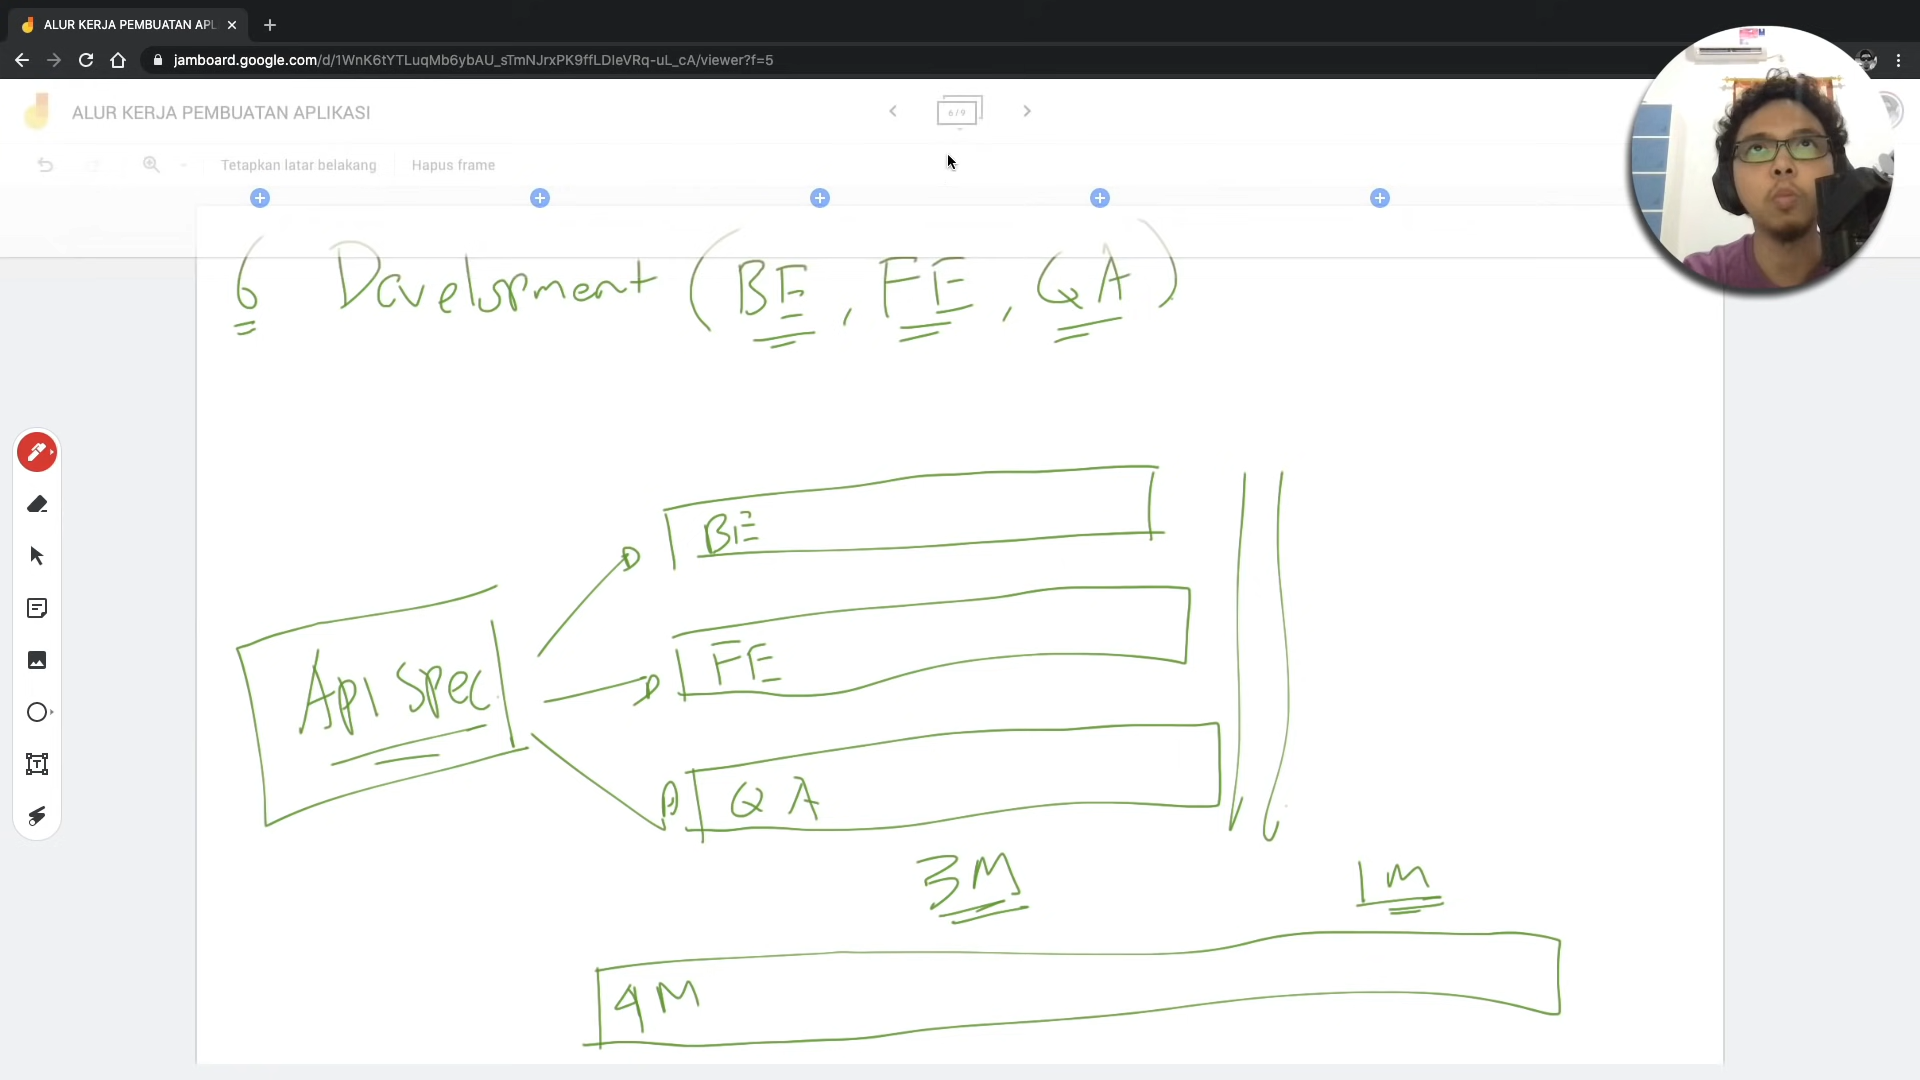 ALUR KERJA PEMBUATAN APL
jamboard.google.com/d/1WnK6tYTLuqMb6ybAU_sTmNJrxPK9ffLDIeVRq-uL_cA/viewer?f=5
ALUR KERJA PEMBUATAN APLIKASI
6/9
Tetapkan latar belakang
Hapus frame
6 Development (BE, FE, QA)
BE
FE
Api spec
QA
3M
1M
4M